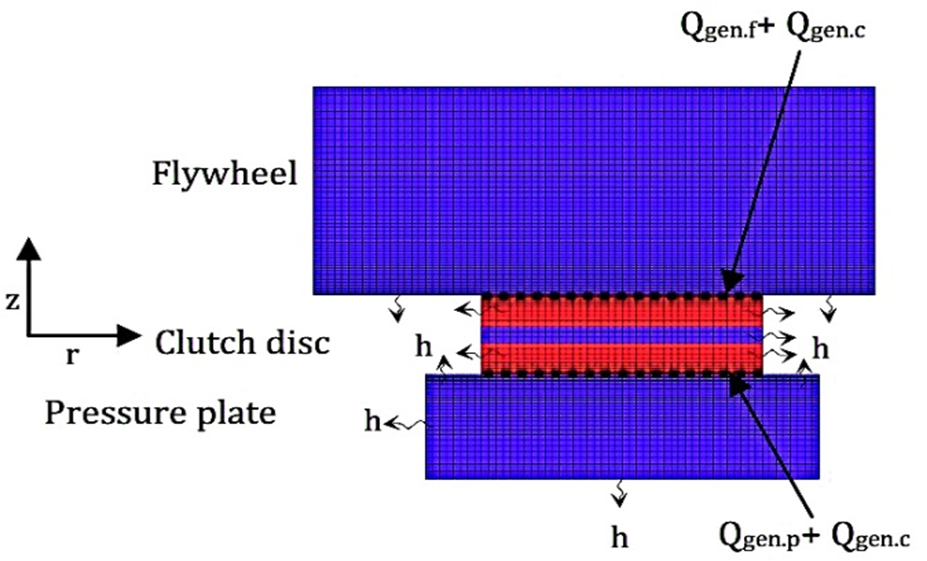 Qgen.f+ Qgen.c
Flywheel
z
r
Clutch disc
h
h
Pressure plate
h
h
Qgen.p+ Qgen.c